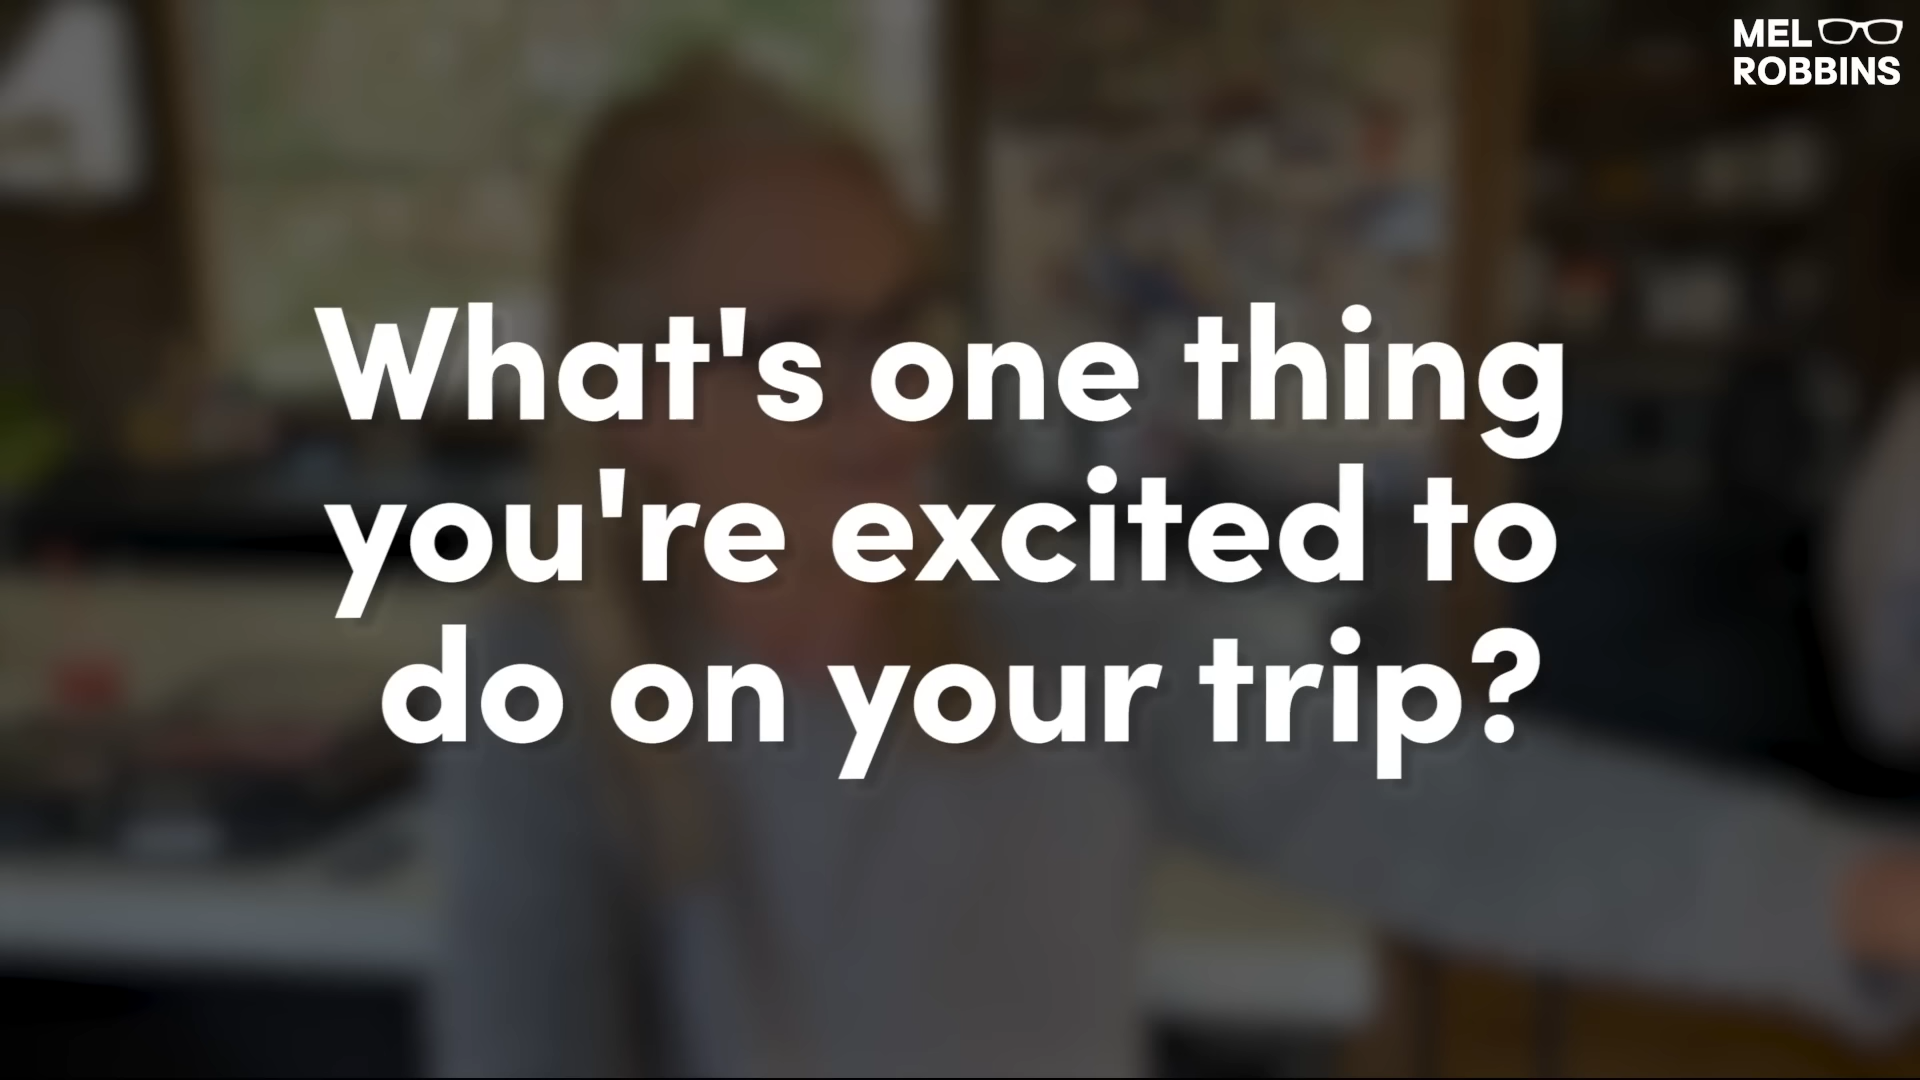 MEL
ROBBINS
What's one thing
you're excited to
do on your trip?